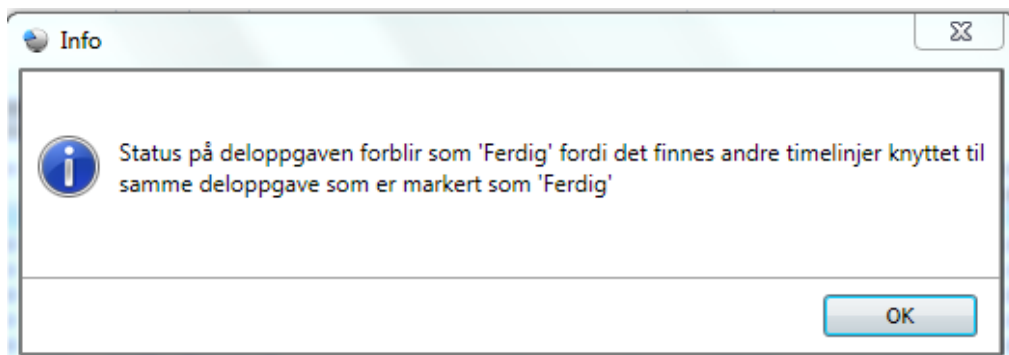 Info
Status på deloppgaven forblir som 'Ferdig' fordi det finnes andre timelinjer knyttet til
samme deloppgave som er markert som 'Ferdig'
OK